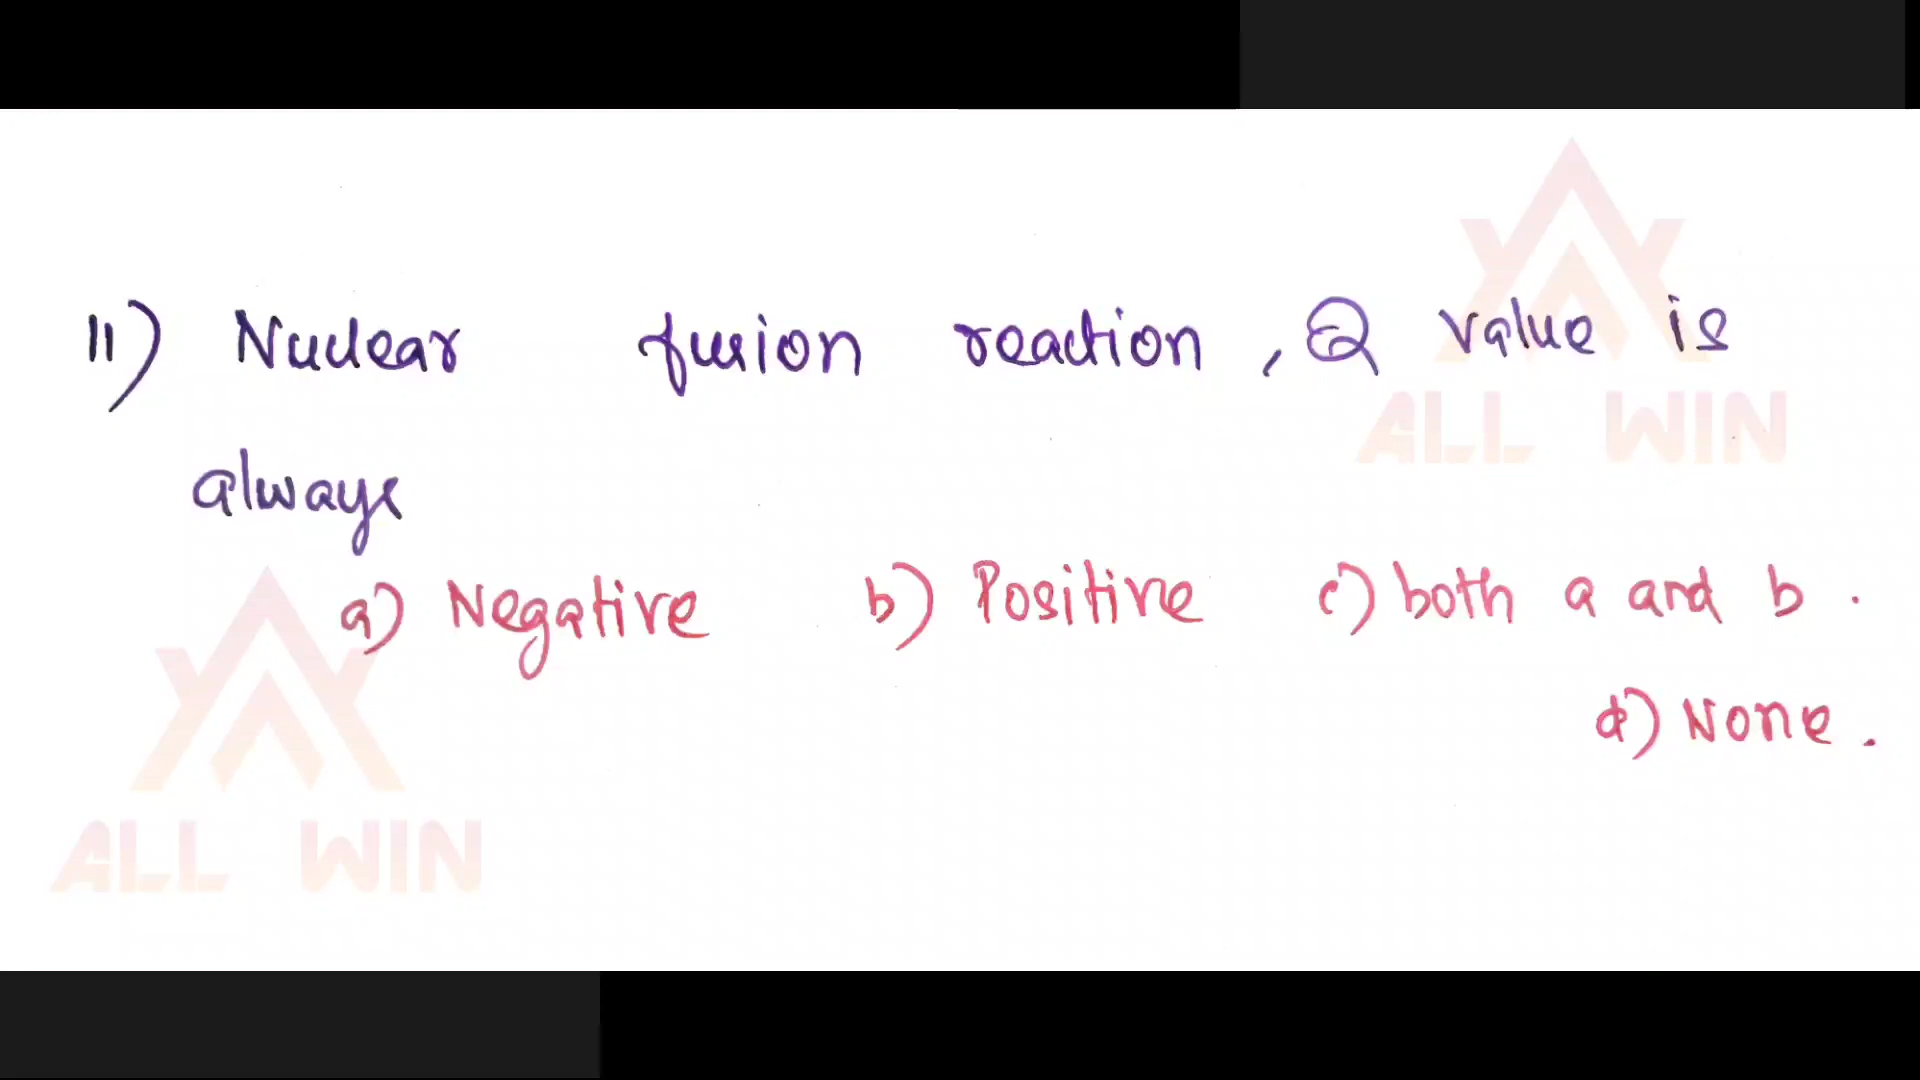 11) Nuclear fusion reaction, Q value is
always
a) Negative b) Positive c) both a and b.
d) None.
ALL WIN
ALL WIN